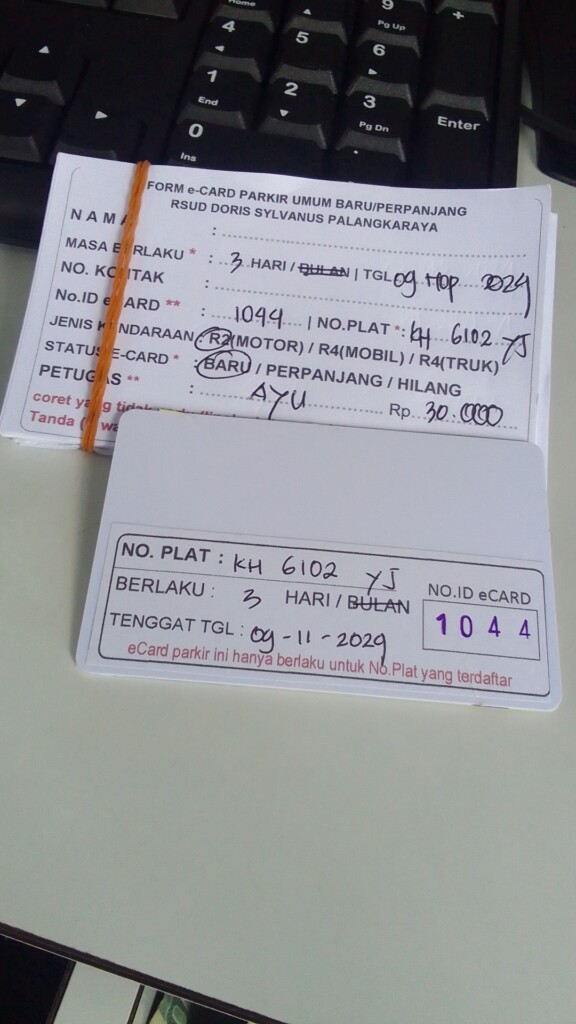 Home
9
Pg Up
+
4
5
6
1
End
2
3
Pg Dn
Enter
0
Ins
.
FORM e-CARD PARKIR UMUM BARU/PERPANJANG
RSUD DORIS SYLVANUS PALANGKARAYA
NAMA :
MASA BERLAKU * : 3 HARI / BULAN | TGL 09 Nop 2024
NO. KONTAK :
No.ID eCARD ** : 1044 | NO.PLAT * : KH 6102 YJ
JENIS KENDARAAN : R2(MOTOR) / R4(MOBIL) / R4(TRUK)
STATUS E-CARD * : BARU / PERPANJANG / HILANG
PETUGAS ** : AYU Rp 30.000
coret yang
Tanda (*
NO. PLAT : KH 6102 YJ
BERLAKU : 3 HARI / BULAN
NO.ID eCARD
1044
TENGGAT TGL : 09-11-2024
eCard parkir ini hanya berlaku untuk No.Plat yang terdaftar